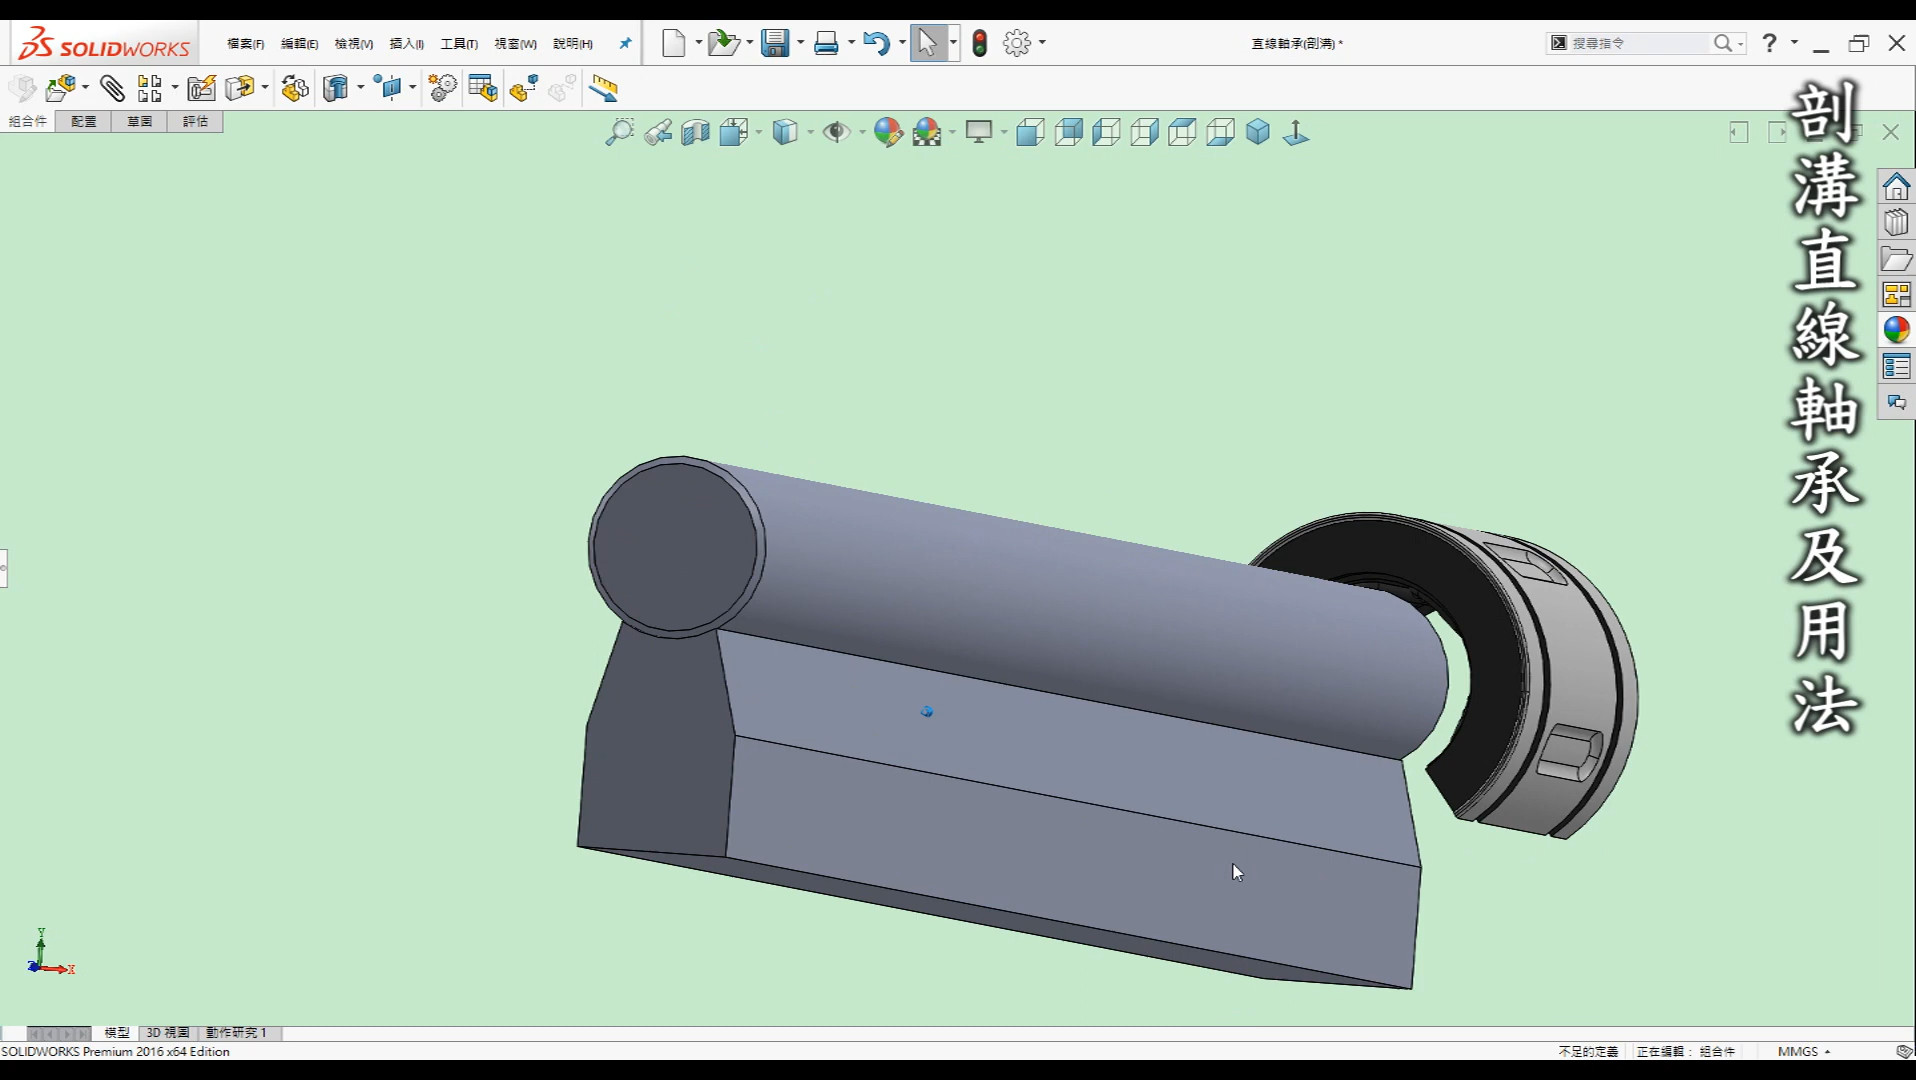 SOLIDWORKS
檔案(F) 編輯(E) 檢視(V) 插入(I) 工具(T) 視窗(W) 說明(H)
直線軸承(剖溝) *
搜尋指令
?
組合件 配置 草圖 評估
剖溝直線軸承及用法
Y
Z
X
模型 3D 視圖 動作研究 1
SOLIDWORKS Premium 2016 x64 Edition
不足的定義 正在編輯： 組合件 MMGS